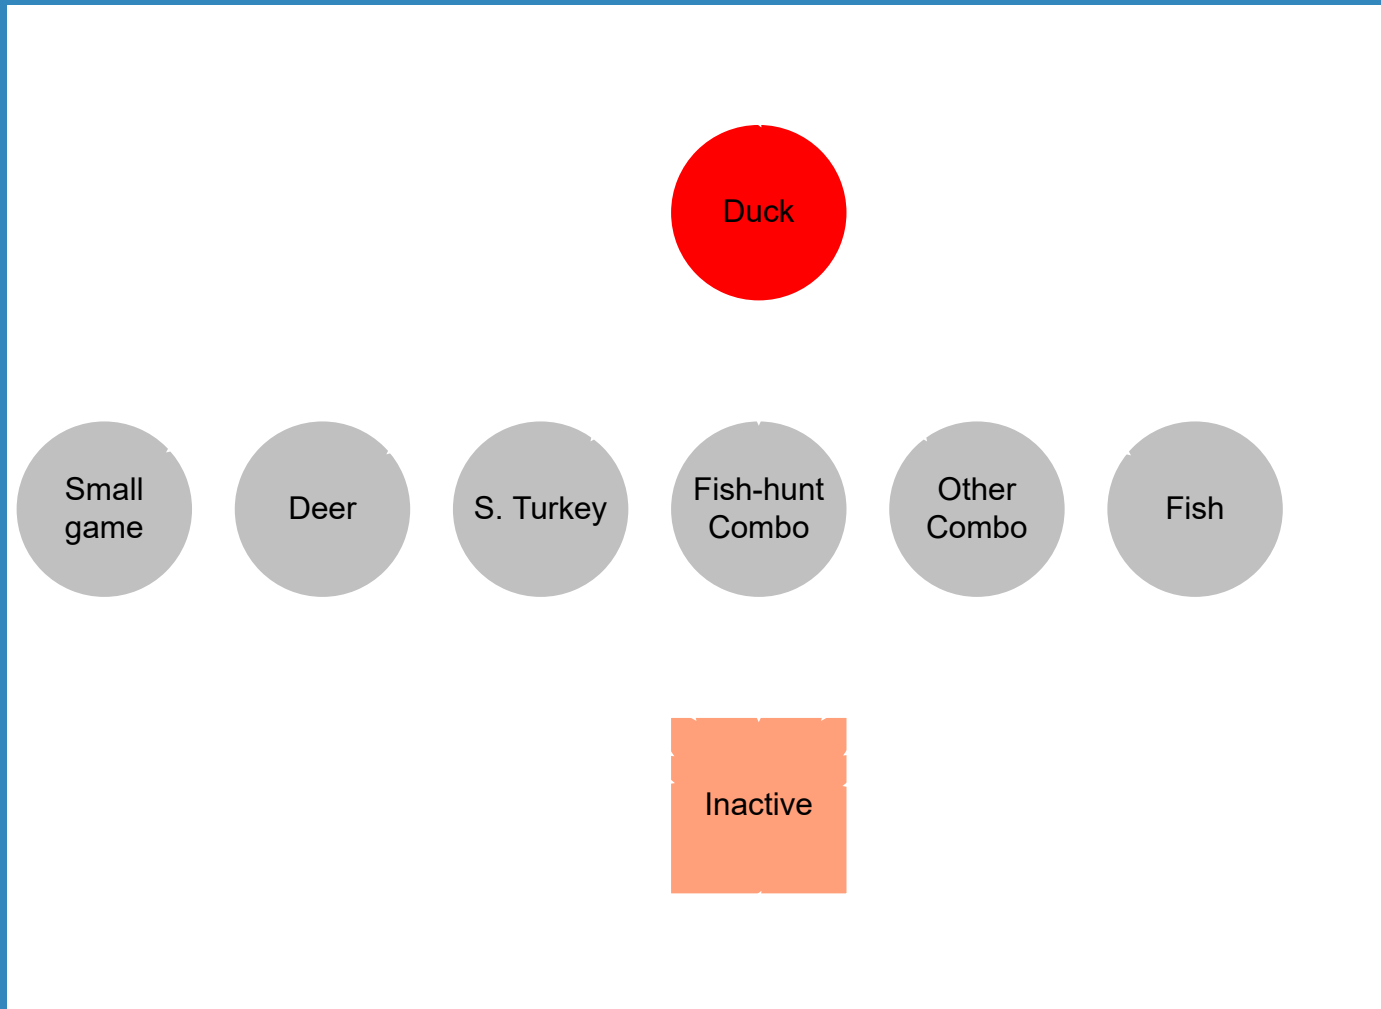 Duck
Small
game
Deer
S. Turkey
Fish-hunt
Combo
Other
Combo
Fish
Inactive